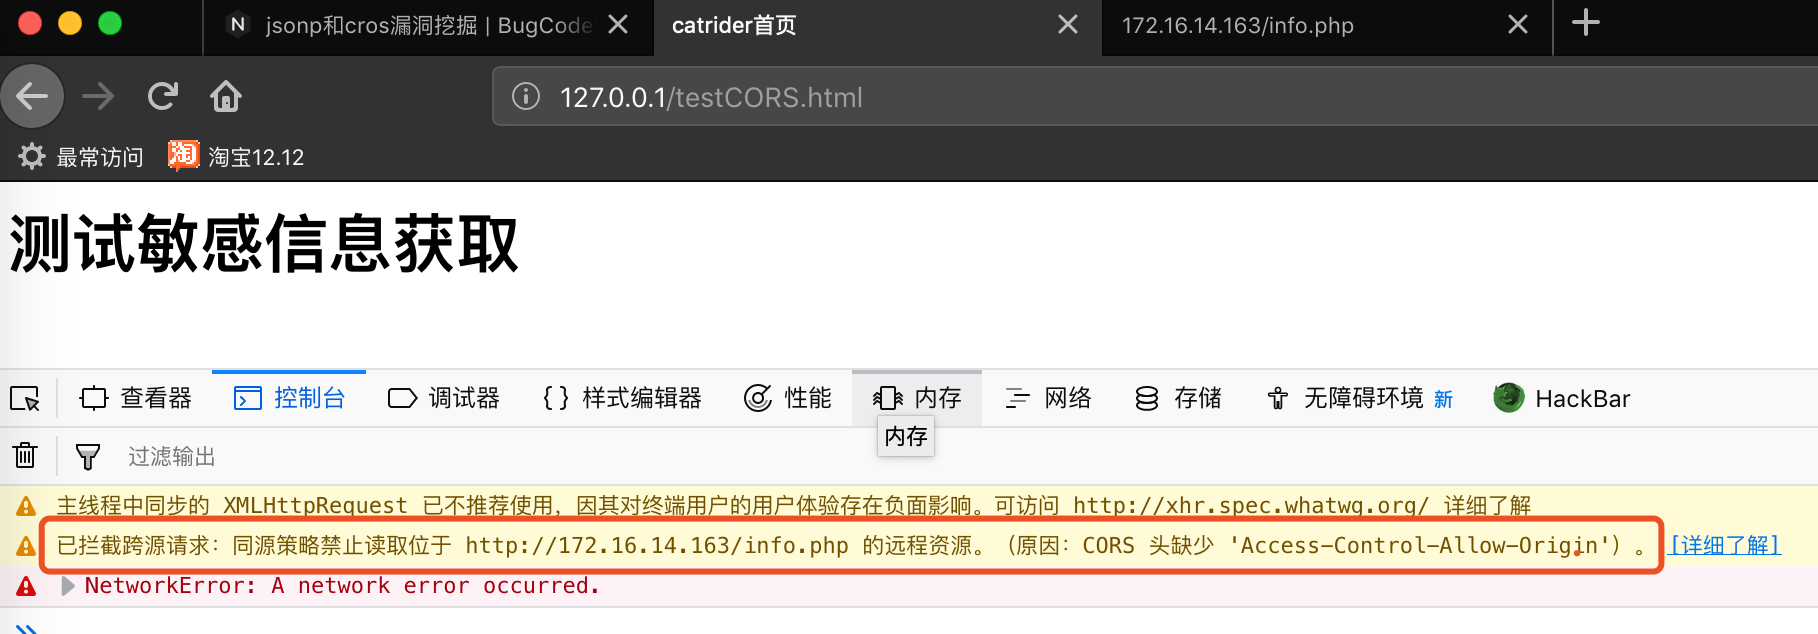 jsonp和cros漏洞挖掘 | BugCode
catrider首页
172.16.14.163/info.php
127.0.0.1/testCORS.html
最常访问
淘 淘宝12.12
测试敏感信息获取
查看器 控制台 调试器 样式编辑器 性能 内存 网络 存储 无障碍环境 新 HackBar
内存
过滤输出
主线程中同步的 XMLHttpRequest 已不推荐使用，因其对终端用户的用户体验存在负面影响。可访问 http://xhr.spec.whatwg.org/ 详细了解
已拦截跨源请求：同源策略禁止读取位于 http://172.16.14.163/info.php 的远程资源。（原因：CORS 头缺少 'Access-Control-Allow-Origin'）。 [详细了解]
NetworkError: A network error occurred.